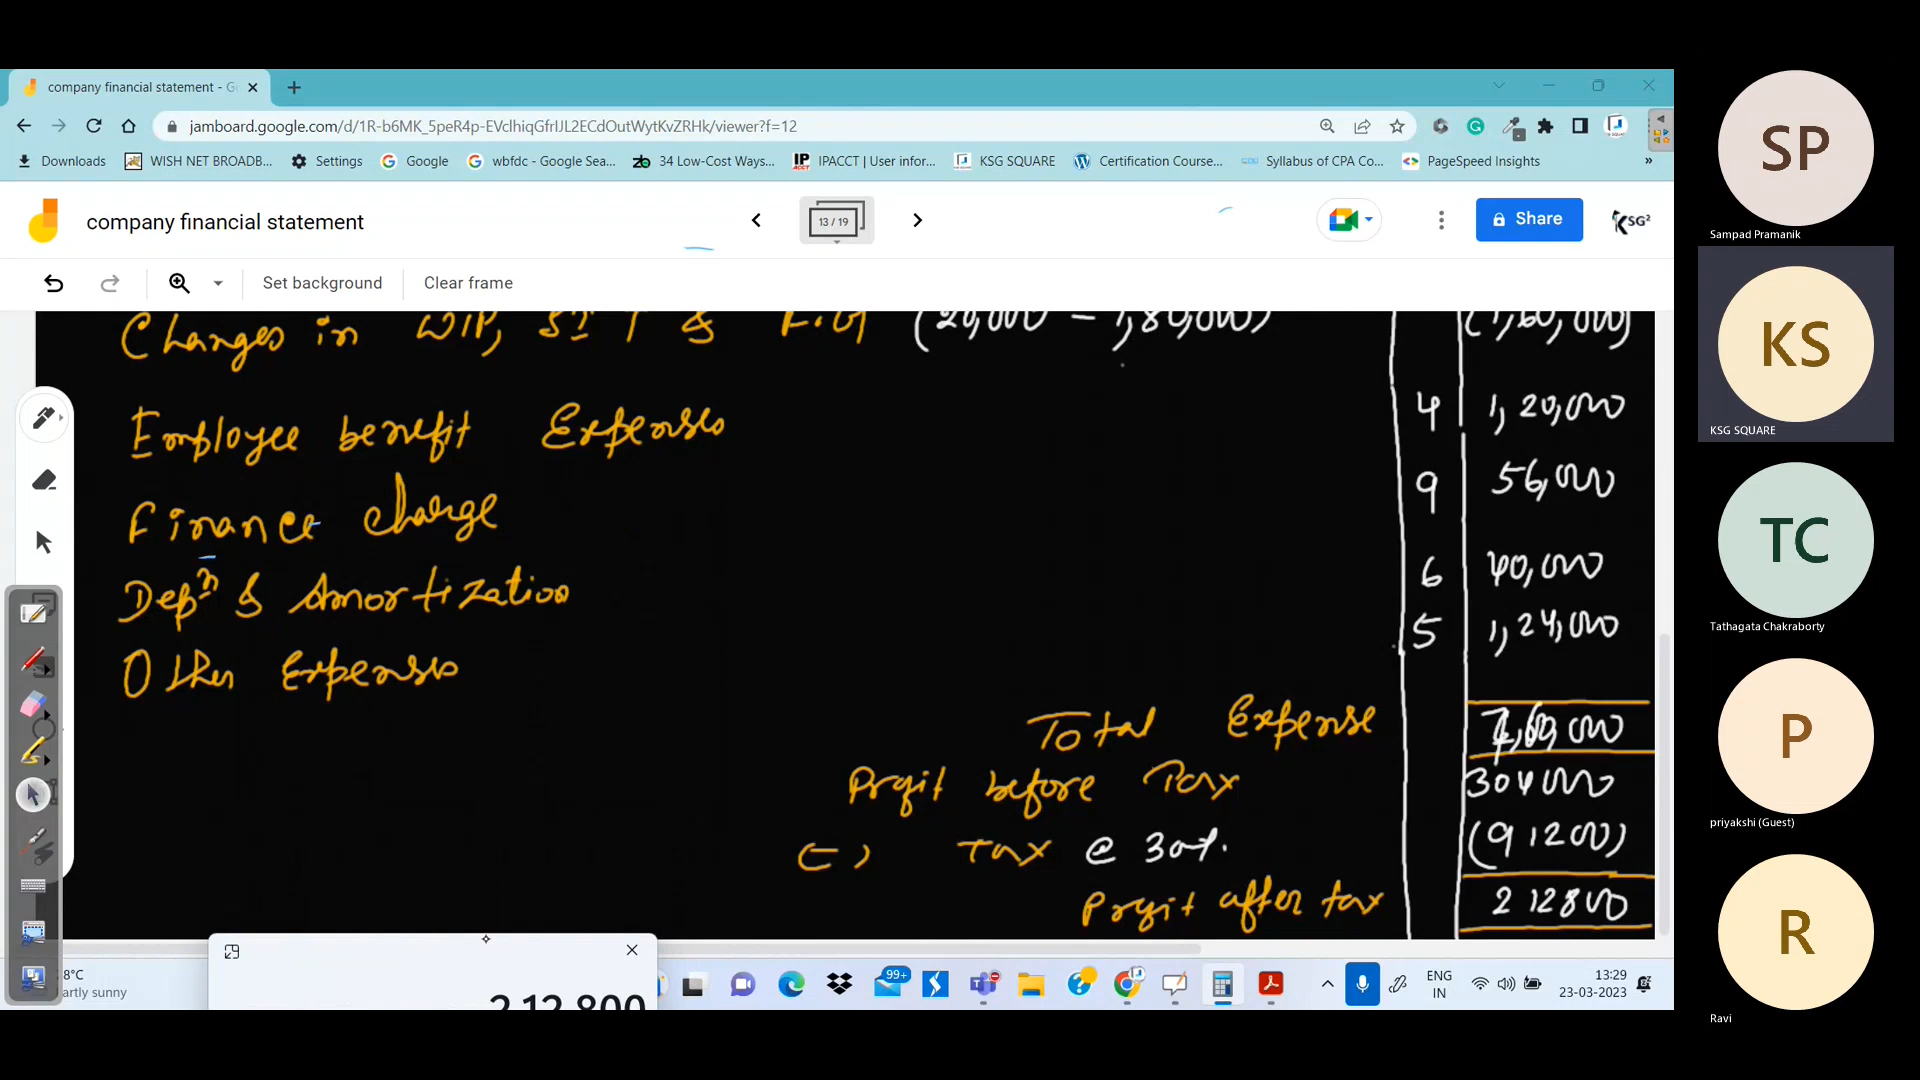 company financial statement - G
jamboard.google.com/d/1R-b6MK_5peR4p-EVclhiqGfrIJL2ECdOutWytKvZRHk/viewer?f=12
Downloads WISH NET BROADB... Settings Google wbfdc - Google Sea... 34 Low-Cost Ways... IPACCT | User infor... KSG SQUARE Certification Course... Syllabus of CPA Co... PageSpeed Insights »
company financial statement 13 / 19 Share KSG²
Set background Clear frame
Changes in WIP, & F.G (20,000 - 1,80,000) (1,60,000)
Employee benefit Expenses 4 1,20,000
Finance charge 9 56,000
Depn & Amortization 6 40,000
Other Expenses 5 1,24,000
Total Expense
Profit before Tax 304000
(-) Tax @ 30%. (91200)
Profit after tax 212800
2,12,800
8°C
artly sunny
99+
ENG
IN
13:29
23-03-2023
SP
Sampad Pramanik
KS
KSG SQUARE
TC
Tathagata Chakraborty
P
priyakshi (Guest)
R
Ravi